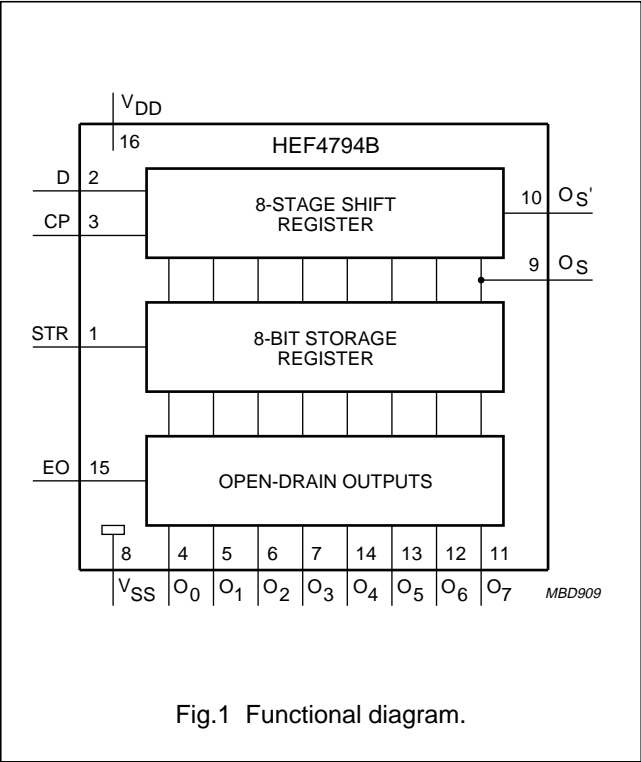 VDD
16
HEF4794B
D 2
8-STAGE SHIFT
REGISTER
10 OS'
CP 3
9 OS
STR 1
8-BIT STORAGE
REGISTER
EO 15
OPEN-DRAIN OUTPUTS
8 4 5 6 7 14 13 12 11
VSS O0 O1 O2 O3 O4 O5 O6 O7
MBD909
Fig.1 Functional diagram.